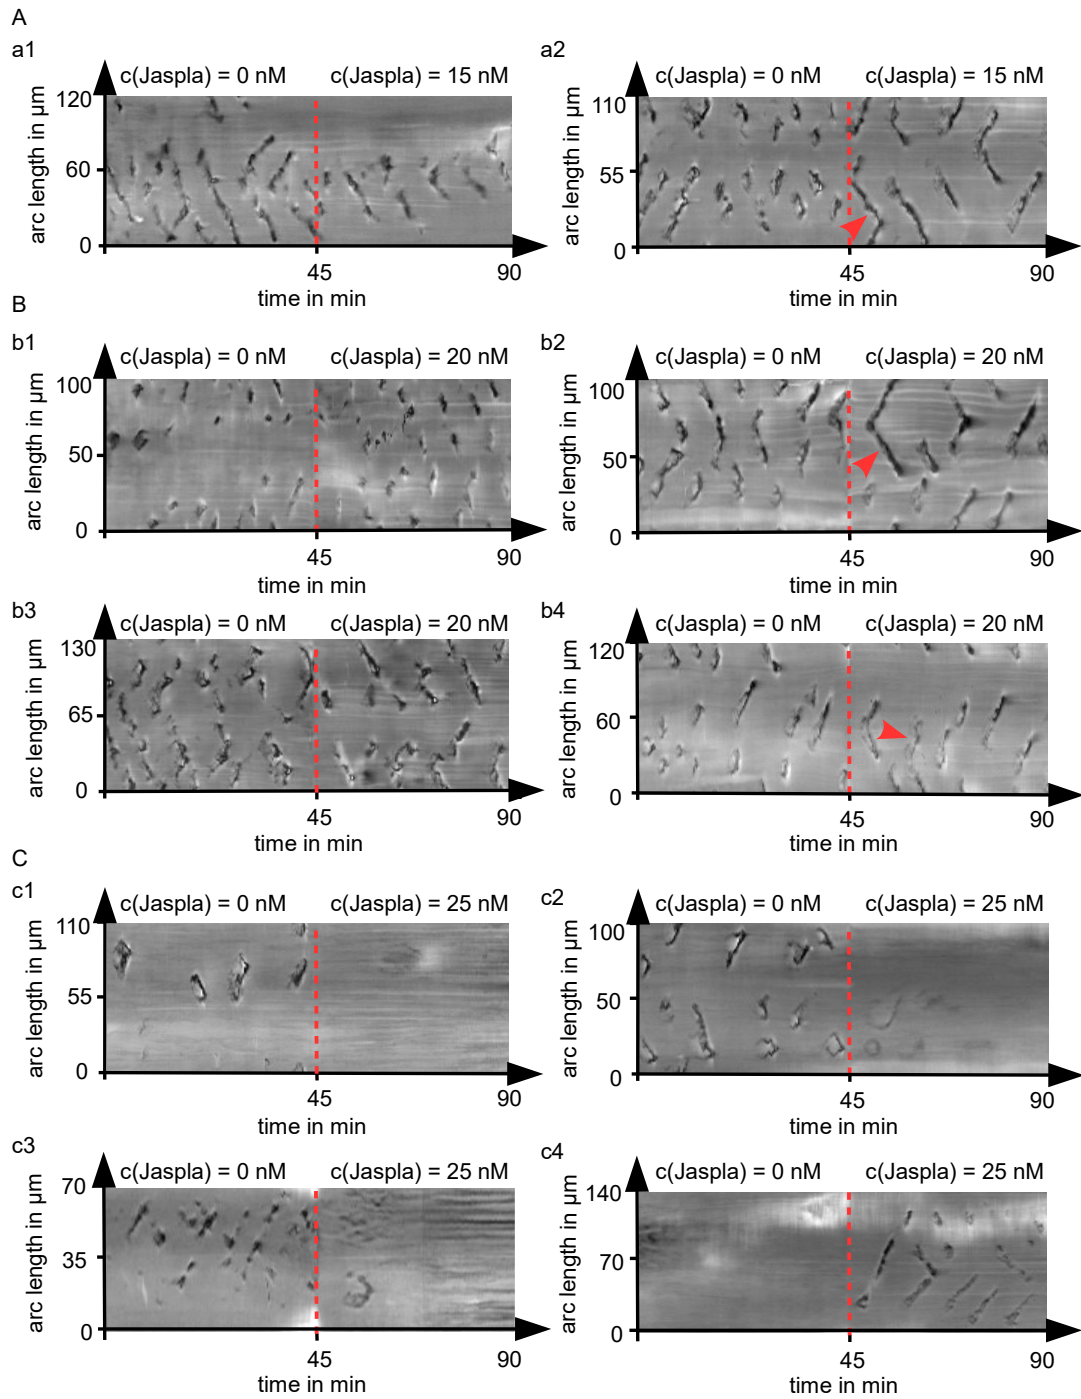 A
a1
a2
c(Jaspla) = 0 nM c(Jaspla) = 15 nM
c(Jaspla) = 0 nM c(Jaspla) = 15 nM
arc length in µm
120
60
0
45
90
time in min
arc length in µm
110
55
0
45
90
time in min
B
b1
b2
c(Jaspla) = 0 nM c(Jaspla) = 20 nM
c(Jaspla) = 0 nM c(Jaspla) = 20 nM
arc length in µm
100
50
0
45
90
time in min
arc length in µm
100
50
0
45
90
time in min
b3
b4
c(Jaspla) = 0 nM c(Jaspla) = 20 nM
c(Jaspla) = 0 nM c(Jaspla) = 20 nM
arc length in µm
130
65
0
45
90
time in min
arc length in µm
120
60
0
45
90
time in min
C
c1
c2
c(Jaspla) = 0 nM c(Jaspla) = 25 nM
c(Jaspla) = 0 nM c(Jaspla) = 25 nM
arc length in µm
110
55
0
45
90
time in min
arc length in µm
100
50
0
45
90
time in min
c3
c4
c(Jaspla) = 0 nM c(Jaspla) = 25 nM
c(Jaspla) = 0 nM c(Jaspla) = 25 nM
arc length in µm
70
35
0
45
90
time in min
arc length in µm
140
70
0
45
90
time in min